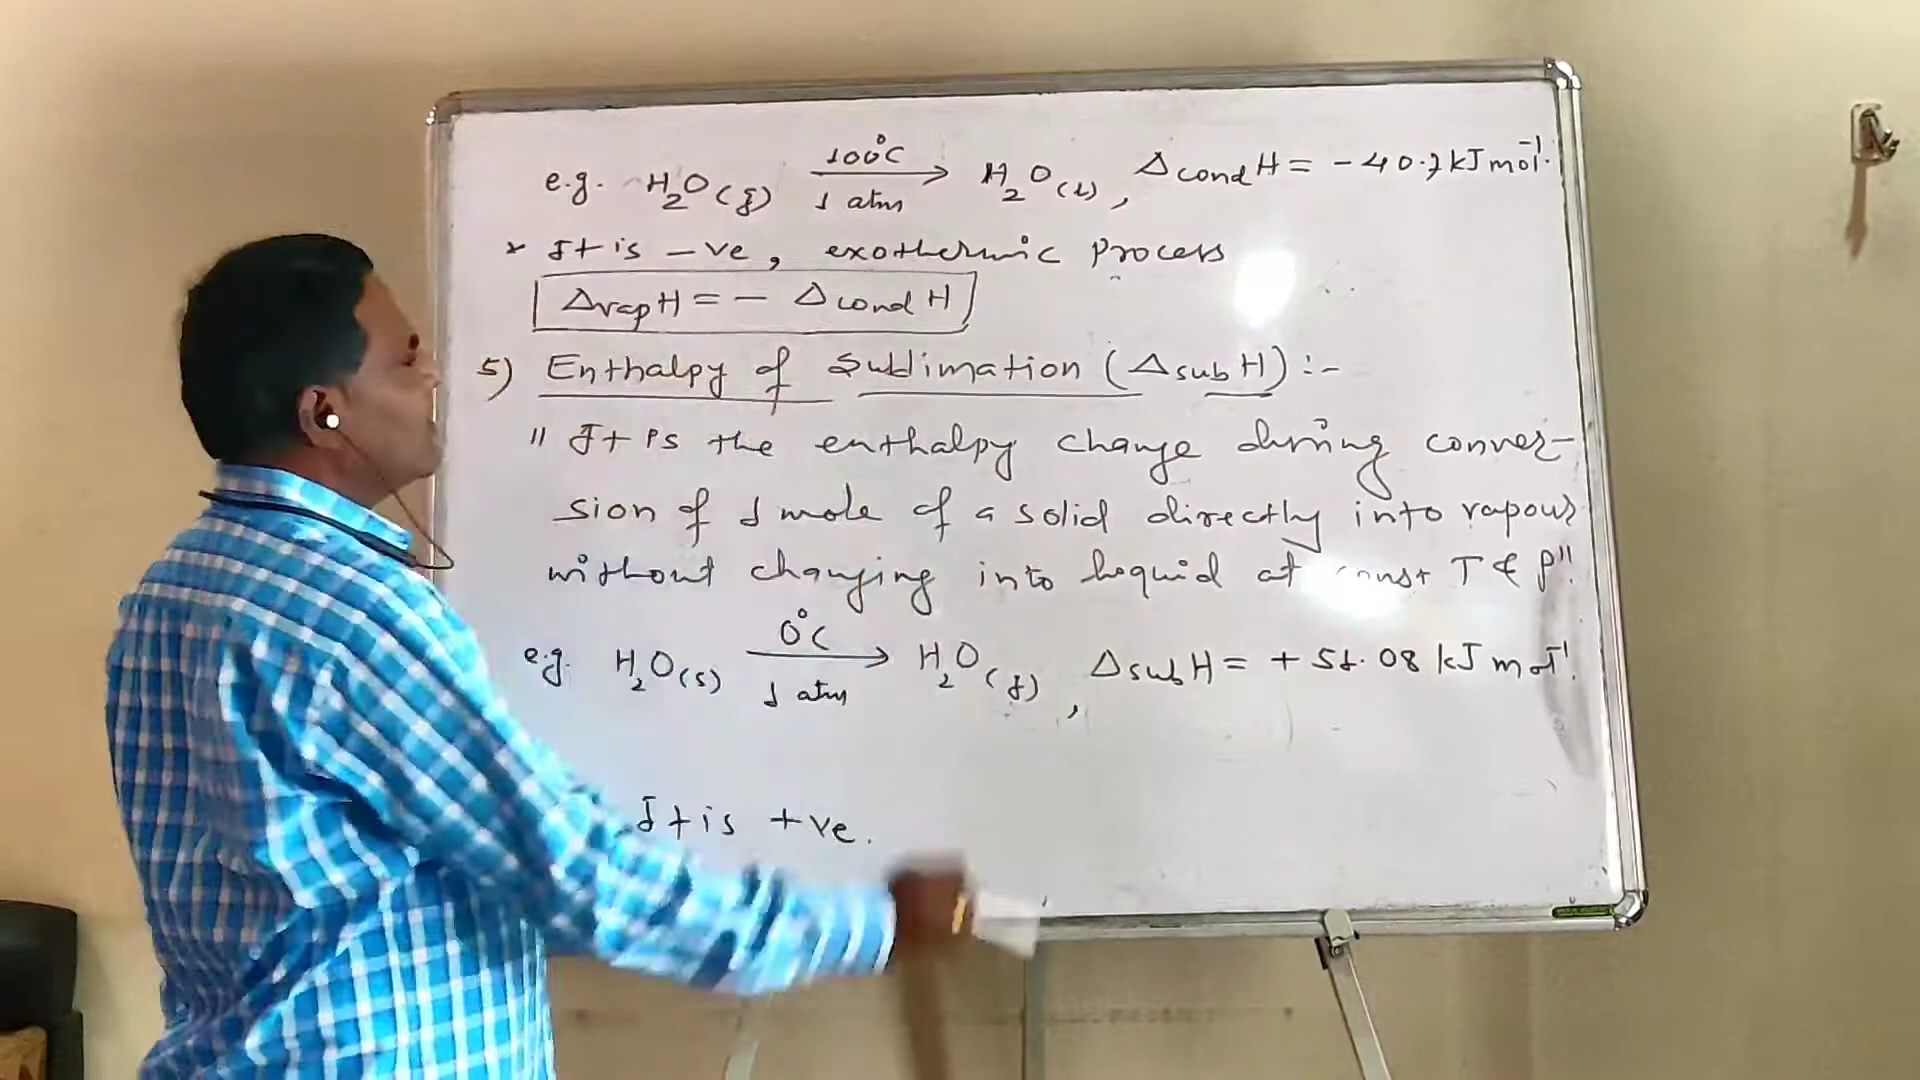 e.g. H₂O(g) 100°C → 1 atm H₂O(l), ΔcondH = -40.7 kJ mol⁻¹.
* It is -ve, exothermic process
ΔvapH = - ΔcondH
5) Enthalpy of Sublimation (ΔsubH) :-
" It is the enthalpy change during conver-
sion of 1 mole of a solid directly into vapour
without changing into liquid at const T & P".
e.g. H₂O(s) 0°C → 1 atm H₂O(g), ΔsubH = +51.08 kJ mol⁻¹.
It is +ve.